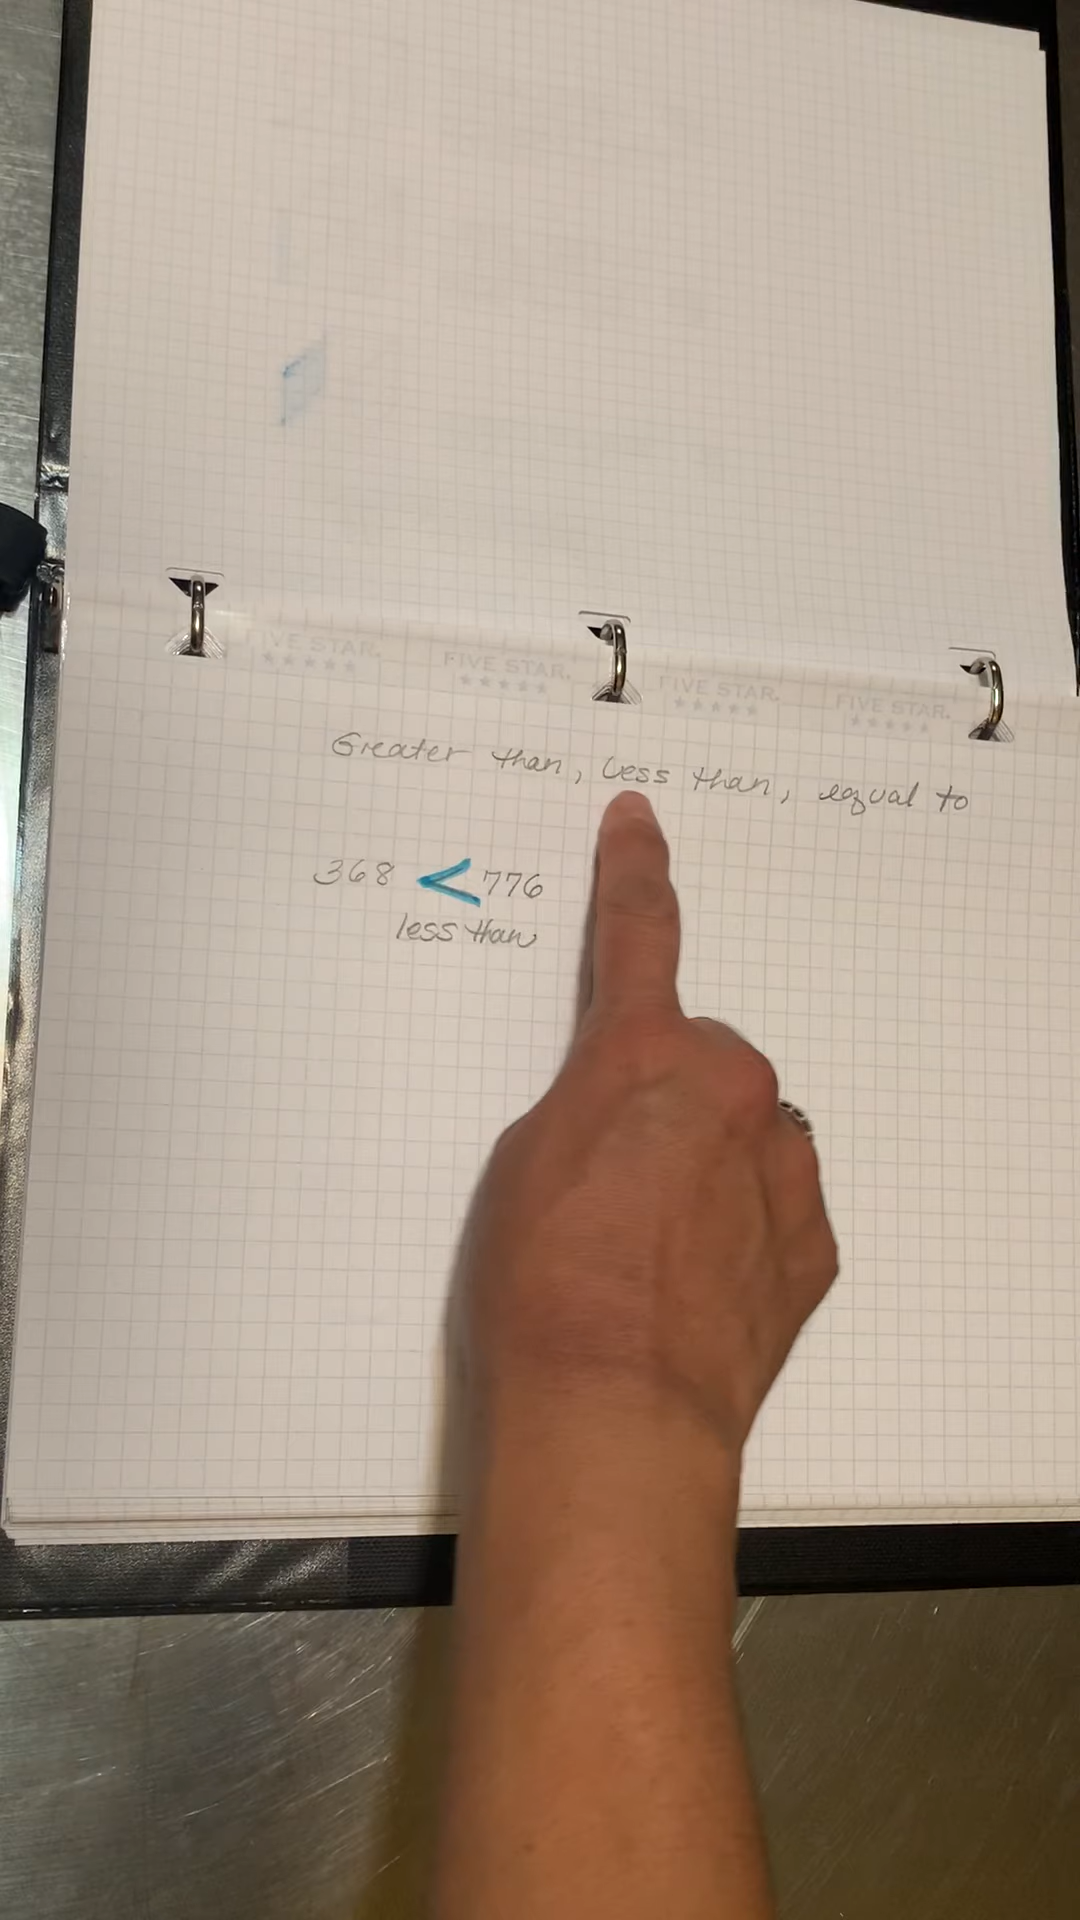 FIVE STAR. FIVE STAR. FIVE STAR. FIVE STAR.
Greater than, Less than, equal to
368 < 776
less than